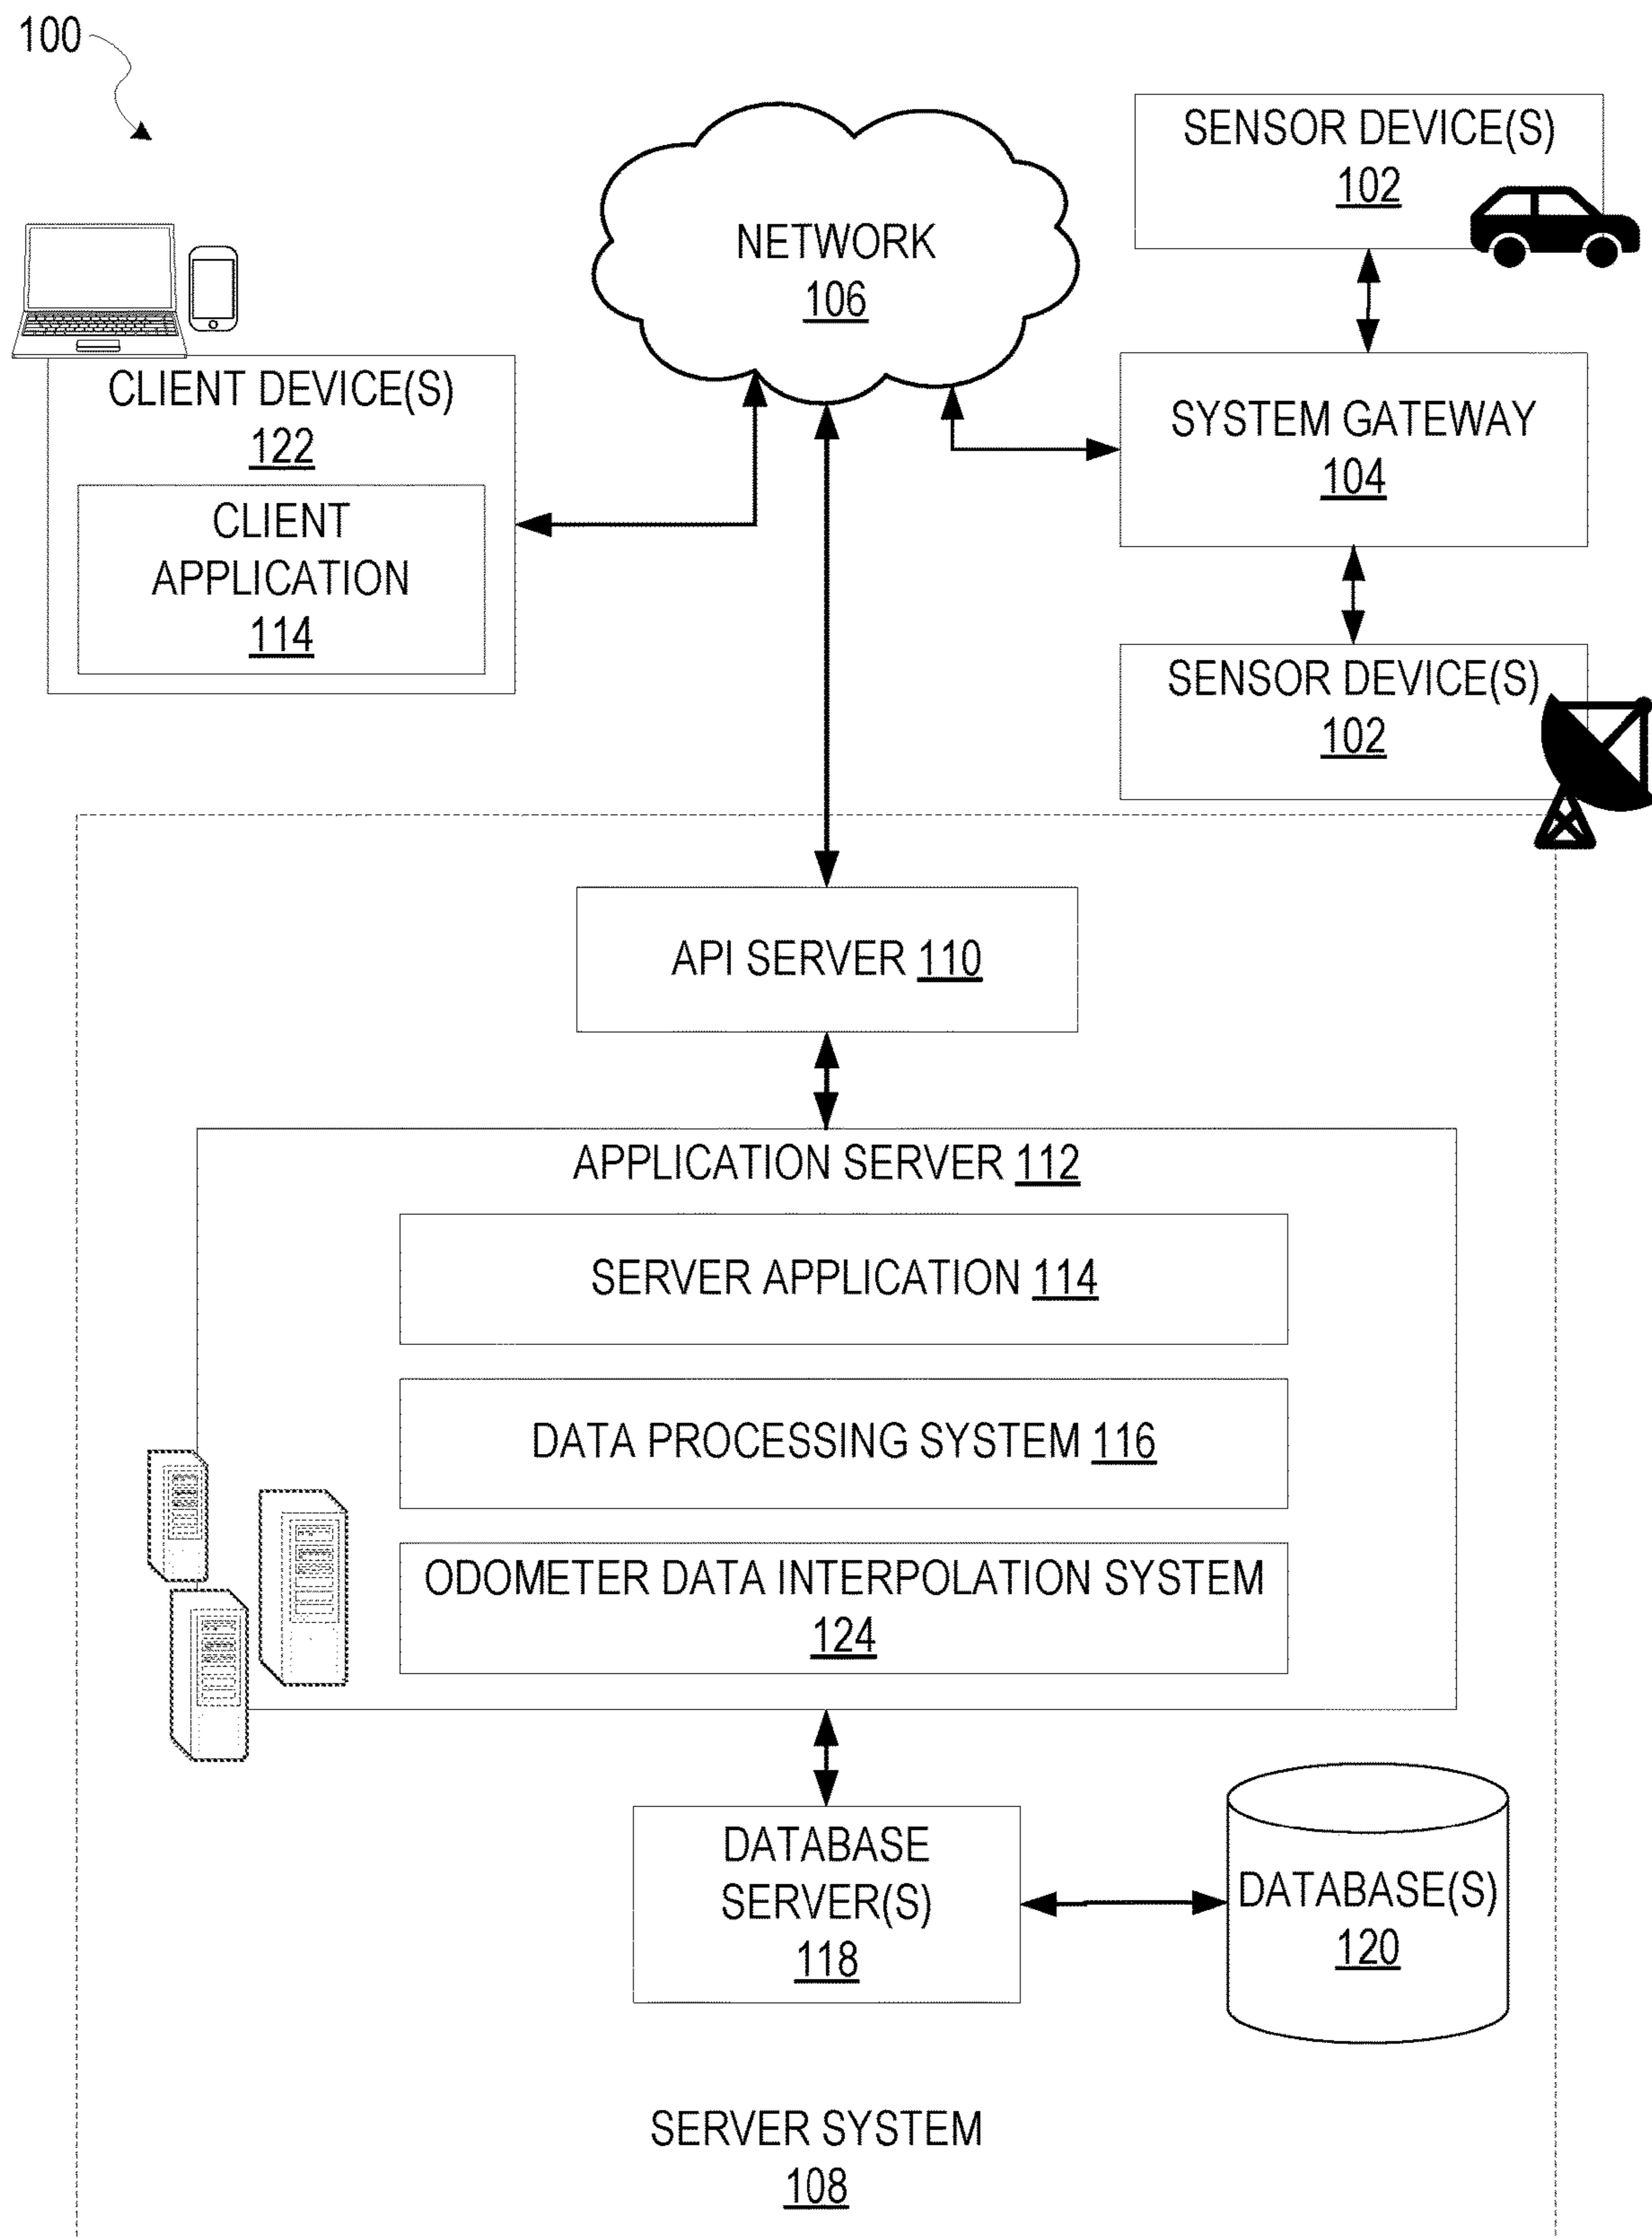 100
SENSOR DEVICE(S)
102
NETWORK
106
CLIENT DEVICE(S)
122
CLIENT
APPLICATION
114
SYSTEM GATEWAY
104
SENSOR DEVICE(S)
102
API SERVER 110
APPLICATION SERVER 112
SERVER APPLICATION 114
DATA PROCESSING SYSTEM 116
ODOMETER DATA INTERPOLATION SYSTEM
124
DATABASE
SERVER(S)
118
DATABASE(S)
120
SERVER SYSTEM
108